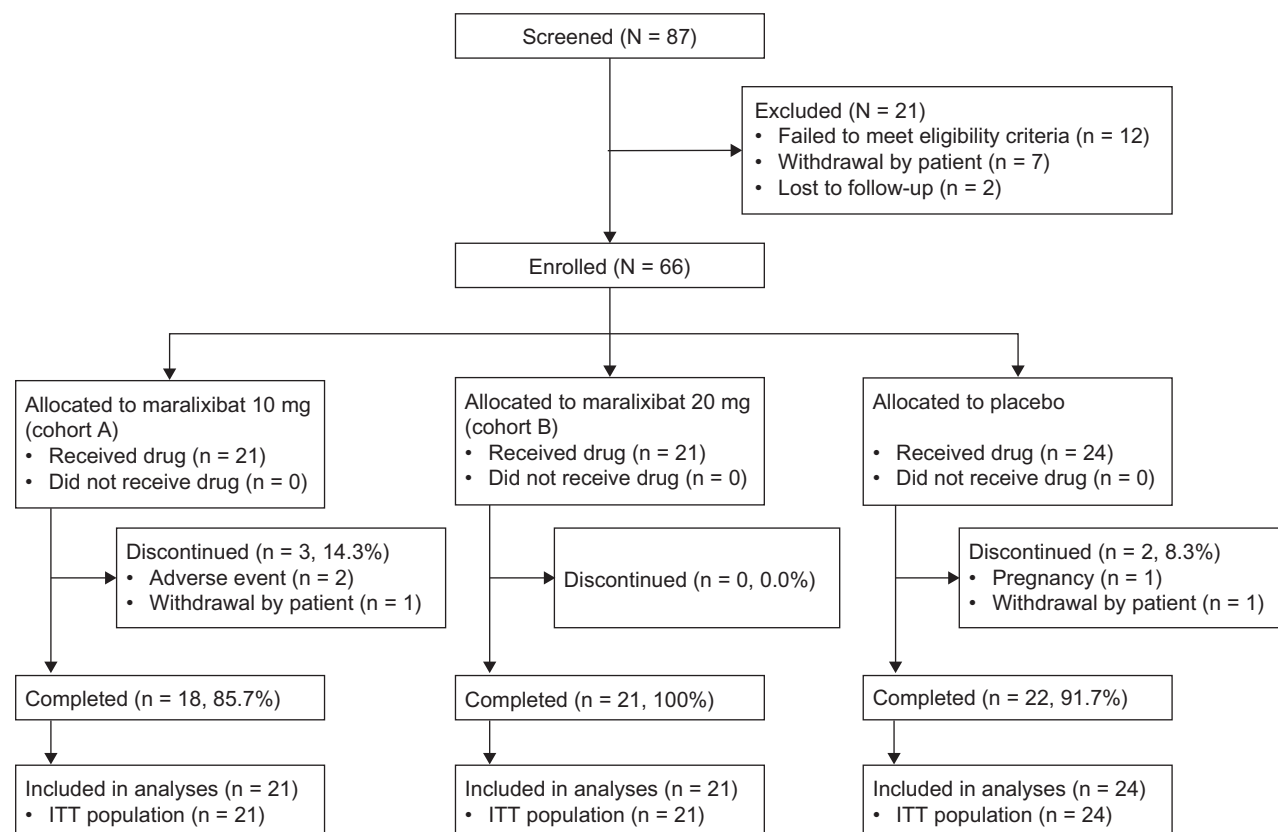 Screened (N = 87)
Excluded (N = 21)
• Failed to meet eligibility criteria (n = 12)
• Withdrawal by patient (n = 7)
• Lost to follow-up (n = 2)
Enrolled (N = 66)
Allocated to maralixibat 10 mg
(cohort A)
• Received drug (n = 21)
• Did not receive drug (n = 0)
Allocated to maralixibat 20 mg
(cohort B)
• Received drug (n = 21)
• Did not receive drug (n = 0)
Allocated to placebo
• Received drug (n = 24)
• Did not receive drug (n = 0)
Discontinued (n = 3, 14.3%)
• Adverse event (n = 2)
• Withdrawal by patient (n = 1)
Discontinued (n = 0, 0.0%)
Discontinued (n = 2, 8.3%)
• Pregnancy (n = 1)
• Withdrawal by patient (n = 1)
Completed (n = 18, 85.7%)
Completed (n = 21, 100%)
Completed (n = 22, 91.7%)
Included in analyses (n = 21)
• ITT population (n = 21)
Included in analyses (n = 21)
• ITT population (n = 21)
Included in analyses (n = 24)
• ITT population (n = 24)